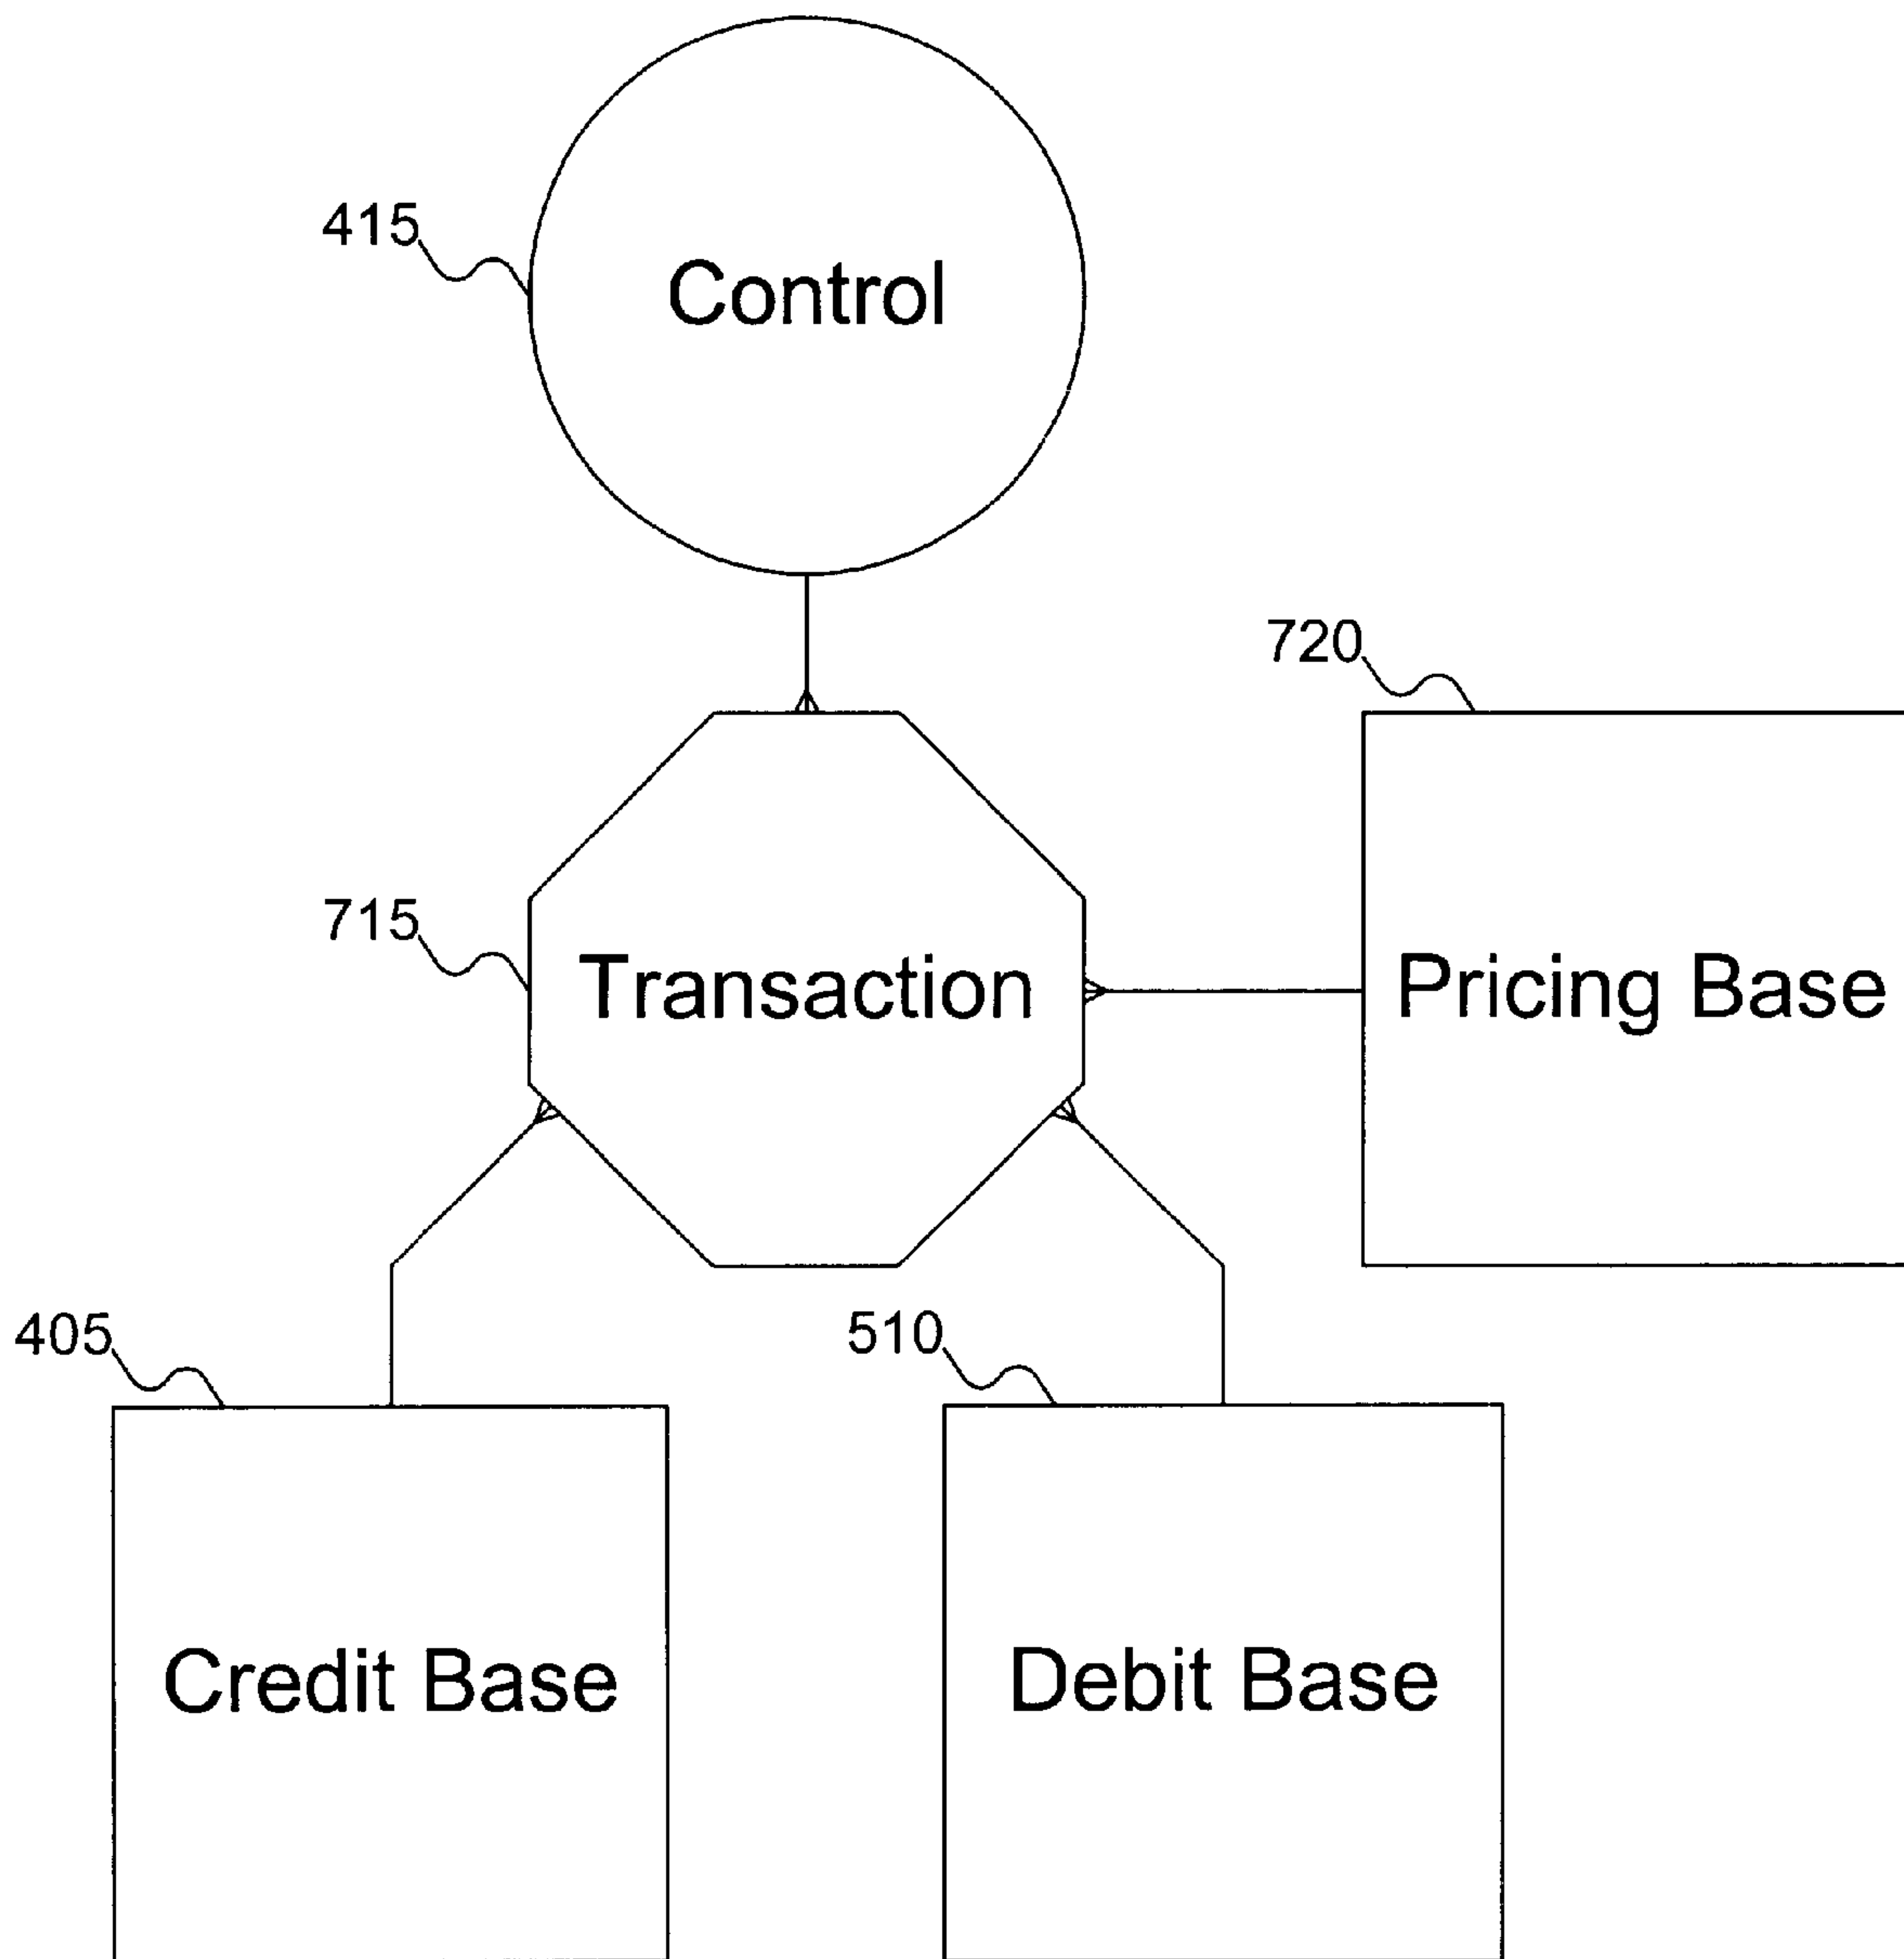 415
Control
720
715
Transaction
Pricing Base
405
510
Credit Base
Debit Base